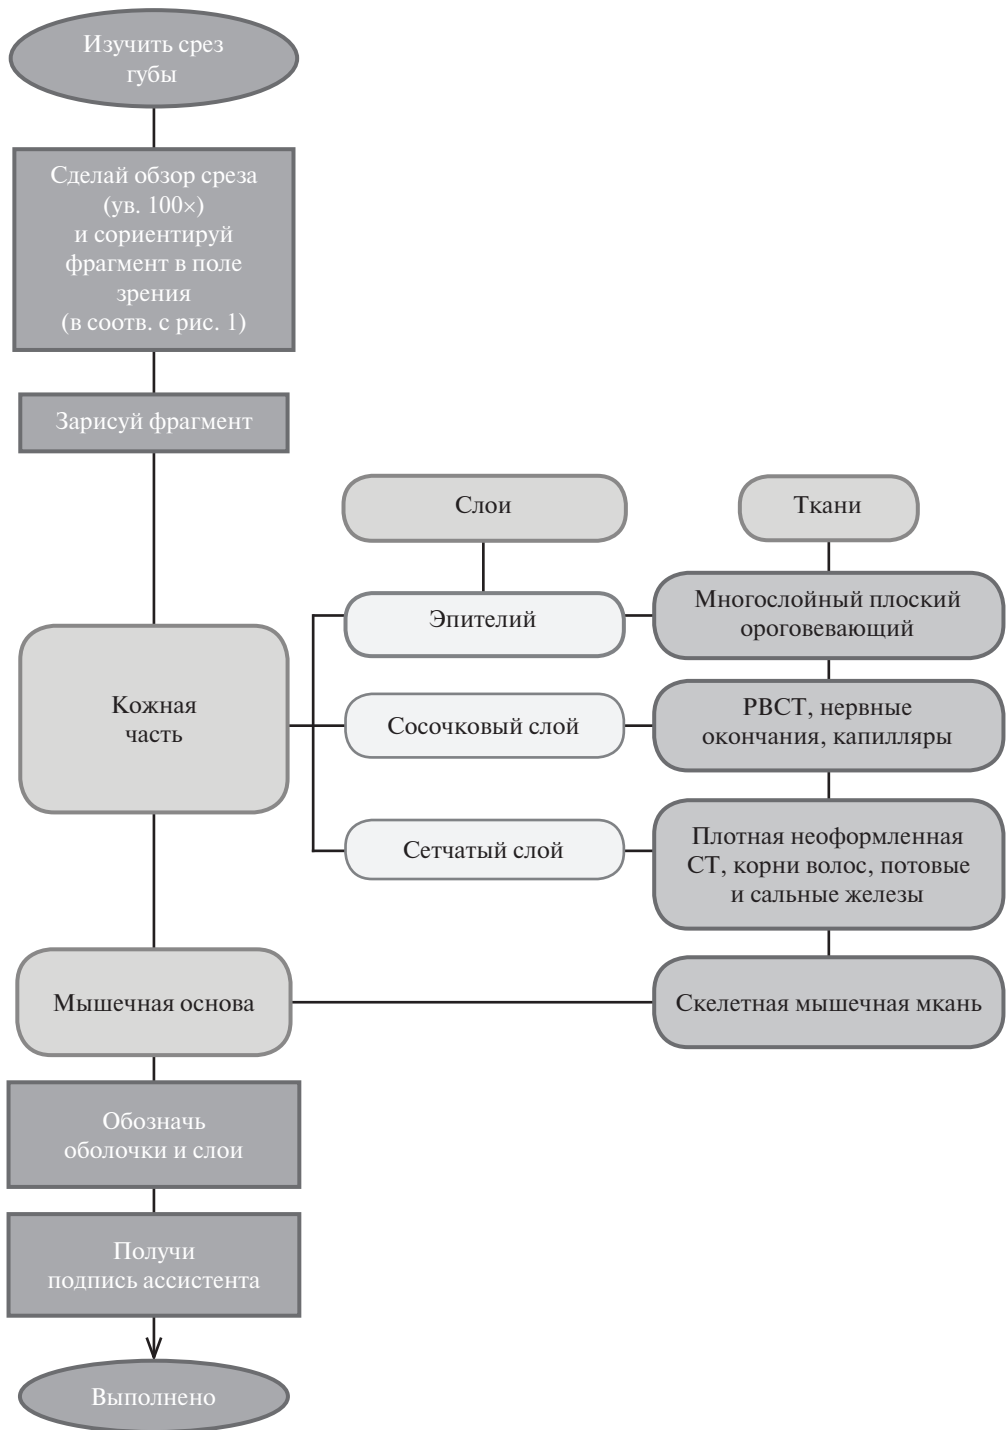 Изучить срез
губы
Сделай обзор среза
(ув. 100×)
и сориентируй
фрагмент в поле
зрения
(в соотв. с рис. 1)
Зарисуй фрагмент
Слои
Ткани
Эпителий
Многослойный плоский
ороговевающий
Кожная
часть
Сосочковый слой
РВСТ, нервные
окончания, капилляры
Сетчатый слой
Плотная неоформленная
СТ, корни волос, потовые
и сальные железы
Мышечная основа
Скелетная мышечная мкань
Обозначь
оболочки и слои
Получи
подпись ассистента
Выполнено